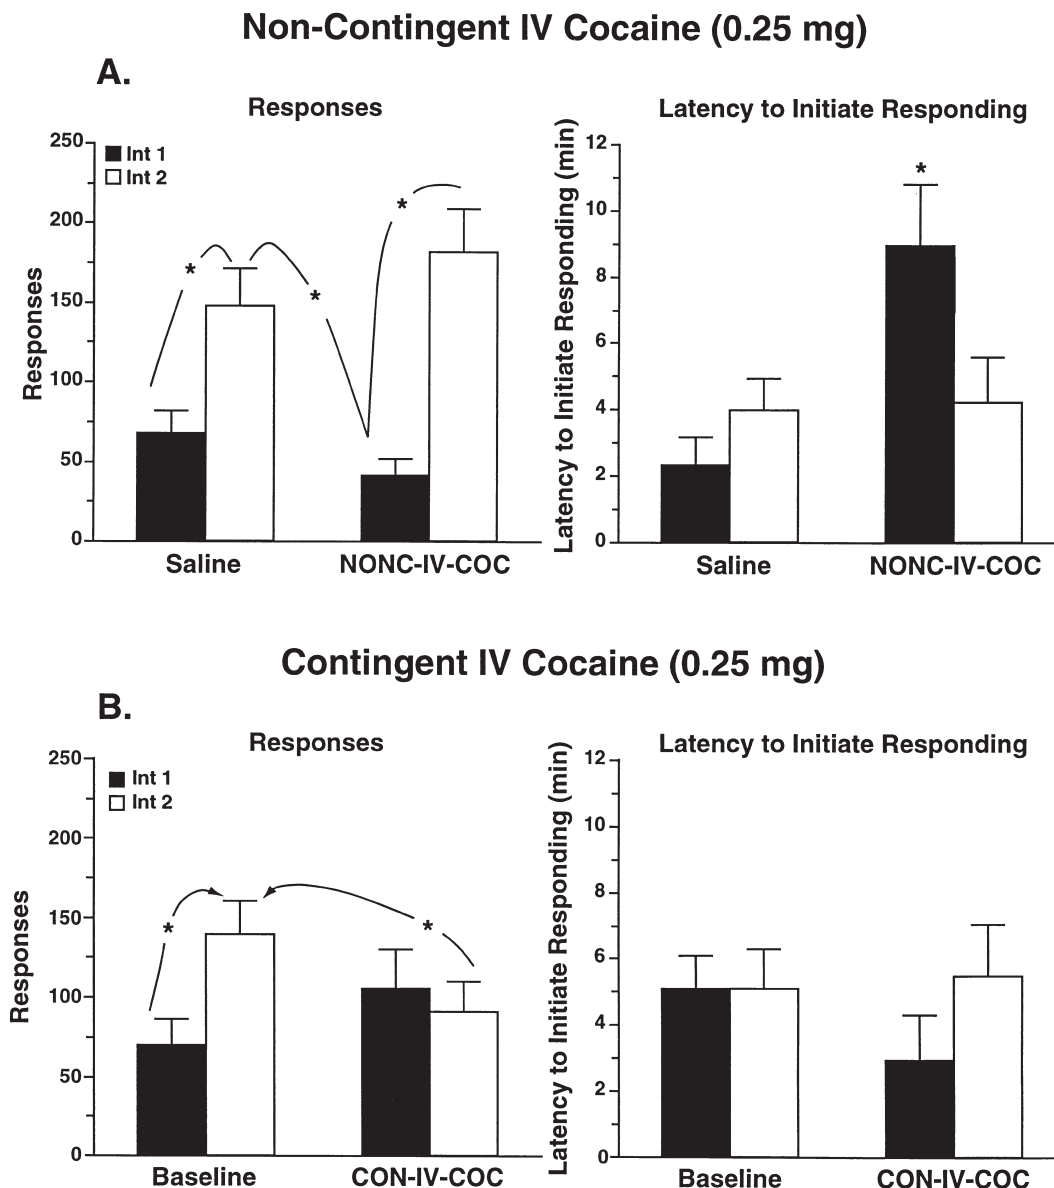 Non-Contingent IV Cocaine (0.25 mg)
A.
Responses
250
200
150
100
50
0
Responses
Int 1
Int 2
*
*
*
Saline
NONC-IV-COC
Latency to Initiate Responding
12
10
8
6
4
2
0
Latency to Initiate Responding (min)
*
Saline
NONC-IV-COC
Contingent IV Cocaine (0.25 mg)
B.
Responses
250
200
150
100
50
0
Responses
Int 1
Int 2
*
*
Baseline
CON-IV-COC
Latency to Initiate Responding
12
10
8
6
4
2
0
Latency to Initiate Responding (min)
Baseline
CON-IV-COC